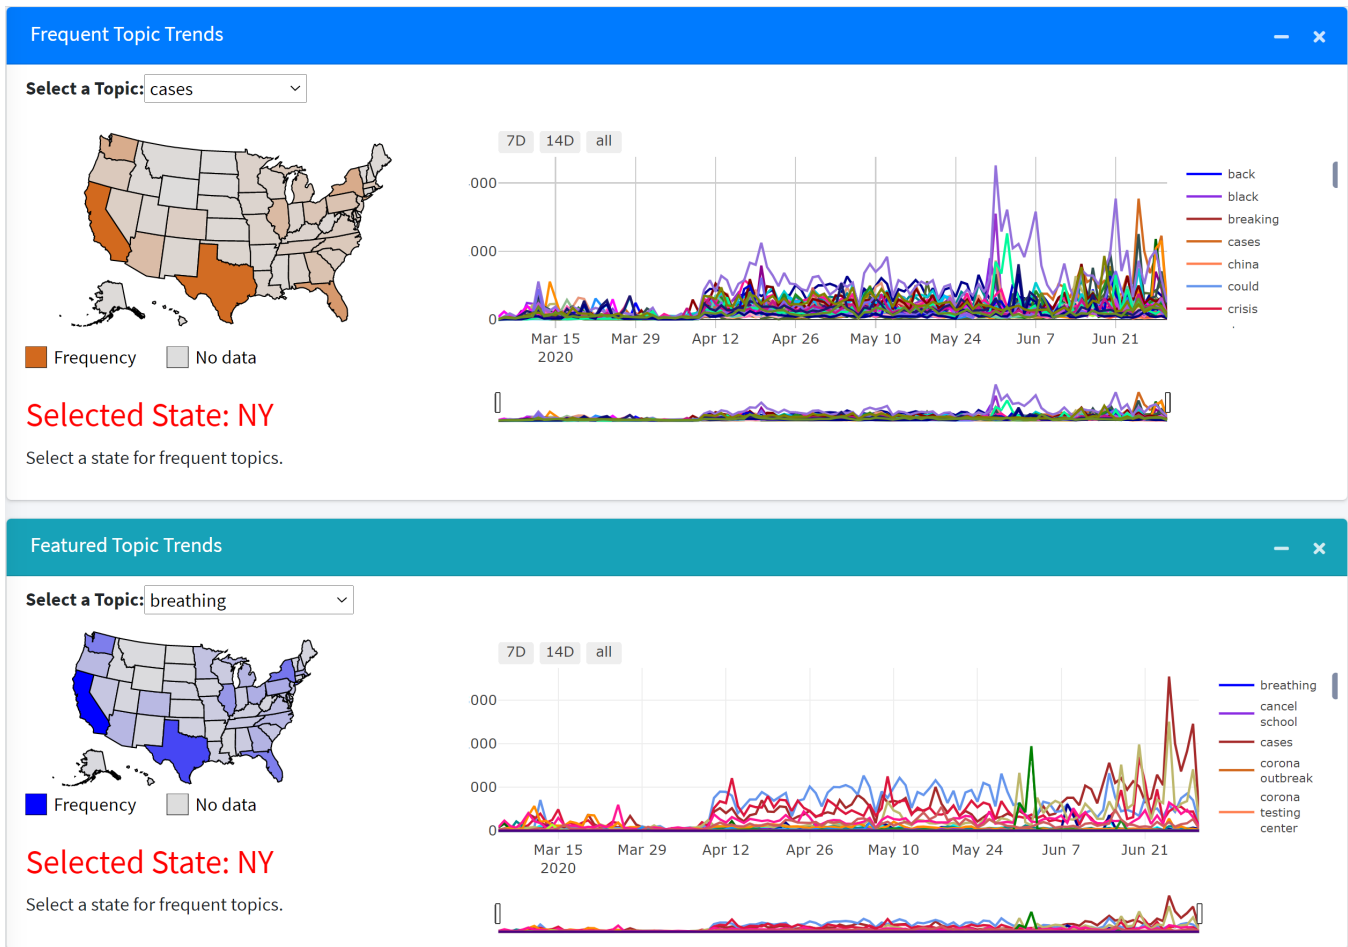 Frequent Topic Trends
Select a Topic: cases
7D 14D all
000
000
0
Mar 15 Mar 29 Apr 12 Apr 26 May 10 May 24 Jun 7 Jun 21
2020
back
black
breaking
cases
china
could
crisis
Frequency No data
Selected State: NY
Select a state for frequent topics.
Featured Topic Trends
Select a Topic: breathing
7D 14D all
000
000
000
0
Mar 15 Mar 29 Apr 12 Apr 26 May 10 May 24 Jun 7 Jun 21
2020
breathing
cancel
school
cases
corona
outbreak
corona
testing
center
Frequency No data
Selected State: NY
Select a state for frequent topics.